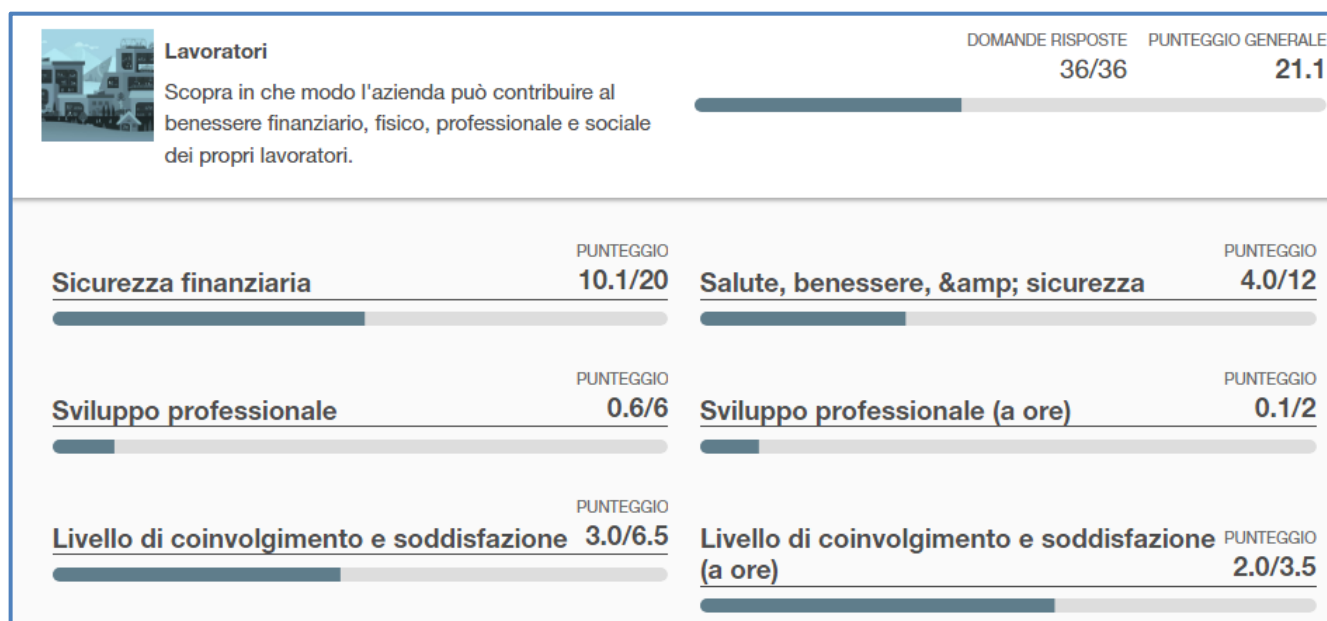 Lavoratori
Scopra in che modo l'azienda può contribuire al
benessere finanziario, fisico, professionale e sociale
dei propri lavoratori.
DOMANDE RISPOSTE PUNTEGGIO GENERALE
36/36 21.1
PUNTEGGIO
Sicurezza finanziaria 10.1/20
PUNTEGGIO
Salute, benessere, &amp; sicurezza 4.0/12
PUNTEGGIO
Sviluppo professionale 0.6/6
PUNTEGGIO
Sviluppo professionale (a ore) 0.1/2
PUNTEGGIO
Livello di coinvolgimento e soddisfazione 3.0/6.5
Livello di coinvolgimento e soddisfazione PUNTEGGIO
(a ore) 2.0/3.5